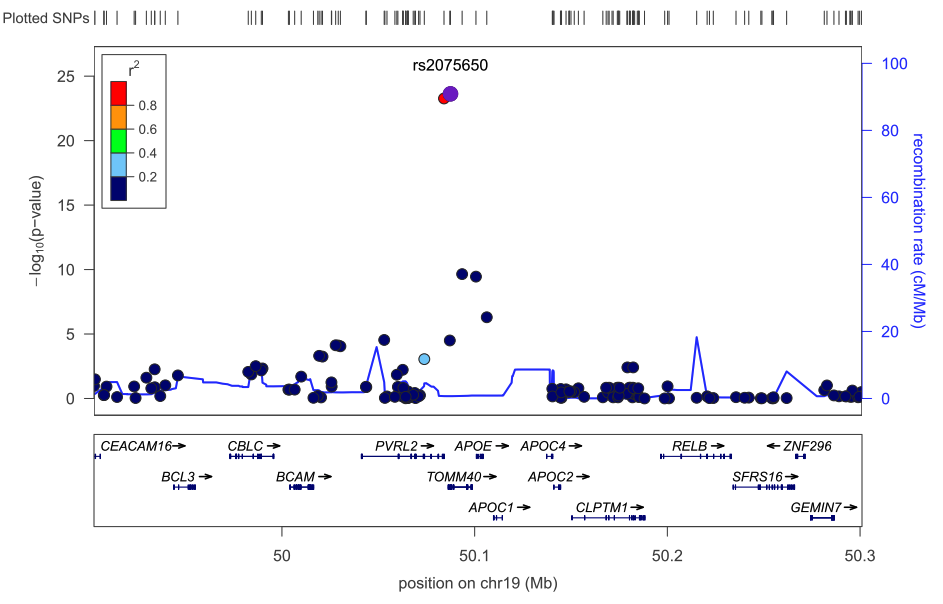 Plotted SNPs
rs2075650
r2
0.8
0.6
0.4
0.2
25
20
15
10
5
0
−log10(p−value)
100
80
60
40
20
0
recombination rate (cM/Mb)
CEACAM16 CBLC PVRL2 APOE APOC4 RELB ZNF296
BCL3 BCAM TOMM40 APOC2 SFRS16
APOC1 CLPTM1 GEMIN7
50 50.1 50.2 50.3
position on chr19 (Mb)